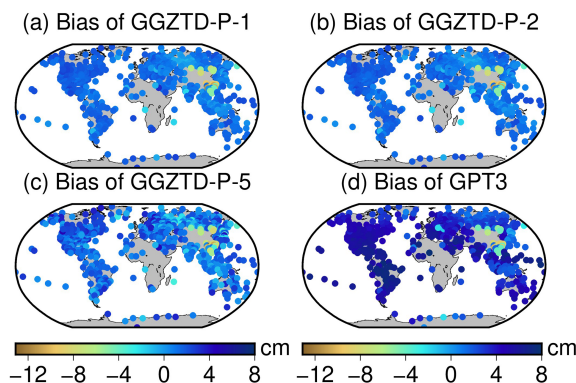 (a) Bias of GGZTD-P-1
(b) Bias of GGZTD-P-2
(c) Bias of GGZTD-P-5
(d) Bias of GPT3
−12 −8 −4 0 4 8 cm
−12 −8 −4 0 4 8 cm